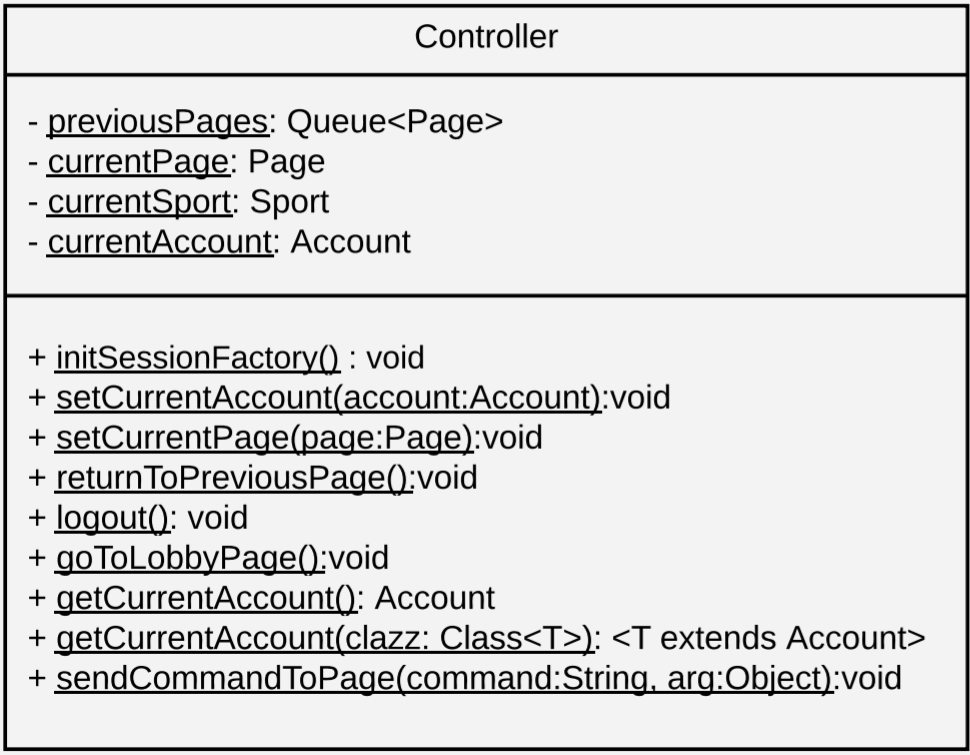 Controller
- previousPages: Queue<Page>
- currentPage: Page
- currentSport: Sport
- currentAccount: Account
+ initSessionFactory() : void
+ setCurrentAccount(account:Account):void
+ setCurrentPage(page:Page):void
+ returnToPreviousPage():void
+ logout(): void
+ goToLobbyPage():void
+ getCurrentAccount(): Account
+ getCurrentAccount(clazz: Class<T>): <T extends Account>
+ sendCommandToPage(command:String, arg:Object):void